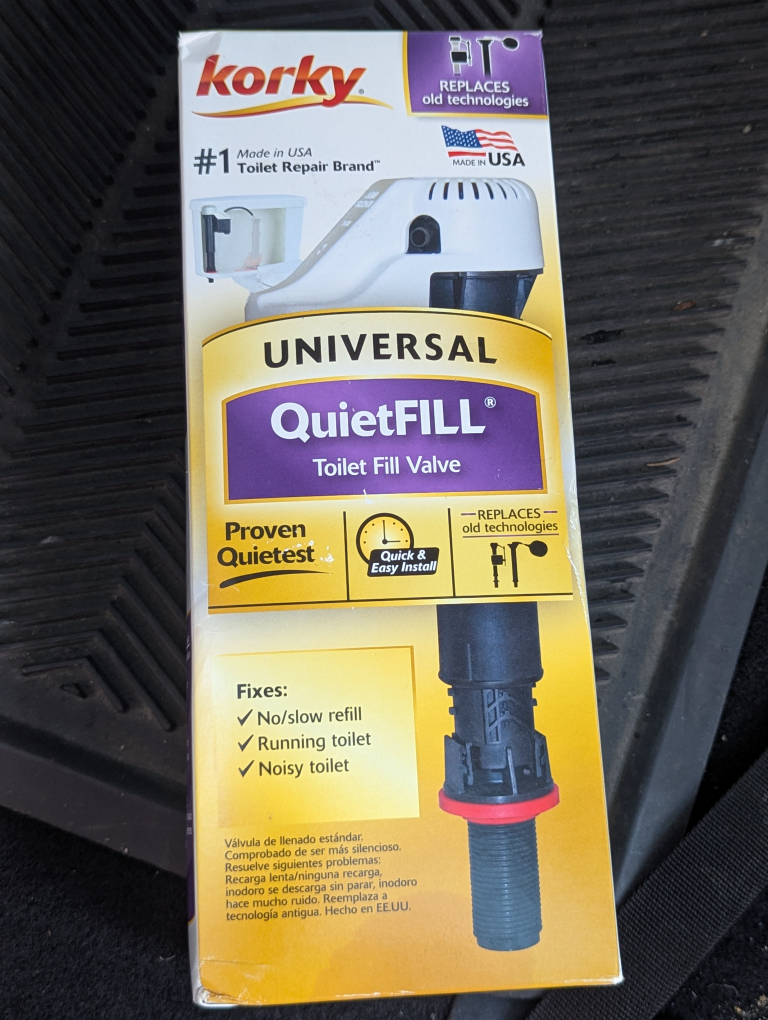 korky®
REPLACES
old technologies
#1 Made in USA
Toilet Repair Brand™
MADE IN USA
UNIVERSAL
QuietFILL®
Toilet Fill Valve
Proven
Quietest
Quick &
Easy Install
REPLACES
old technologies
Fixes:
✓ No/slow refill
✓ Running toilet
✓ Noisy toilet
Válvula de llenado estándar.
Comprobado de ser más silencioso.
Resuelve siguientes problemas:
Recarga lenta/ninguna recarga,
inodoro se descarga sin parar, inodoro
hace mucho ruido. Reemplaza a
tecnología antigua. Hecho en EE.UU.